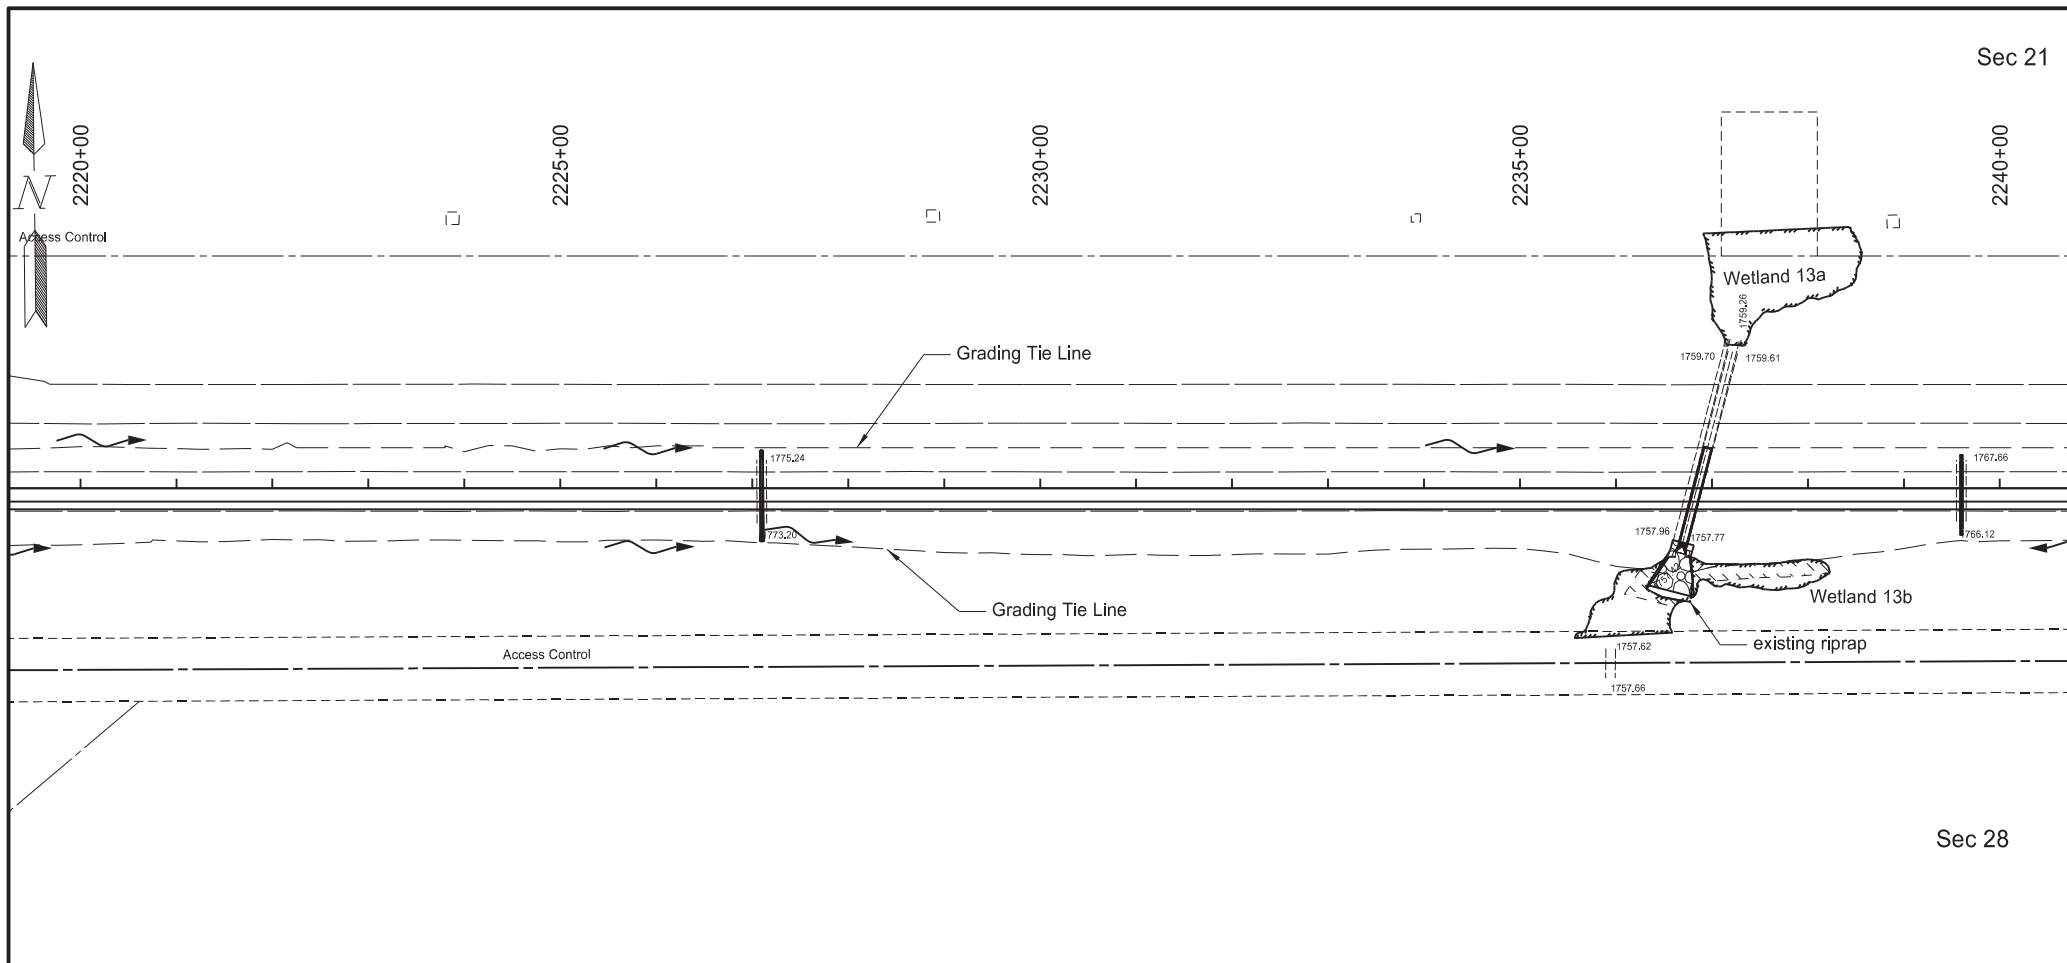 Sec 21
2220+00
2225+00
2230+00
2235+00
2240+00
N
Access Control
Wetland 13a
1759.26
Grading Tie Line
1759.70
1759.61
1775.24
1767.66
1773.20
1757.96
1757.77
1766.12
Wetland 13b
Grading Tie Line
existing riprap
Access Control
1757.62
1757.66
Sec 28